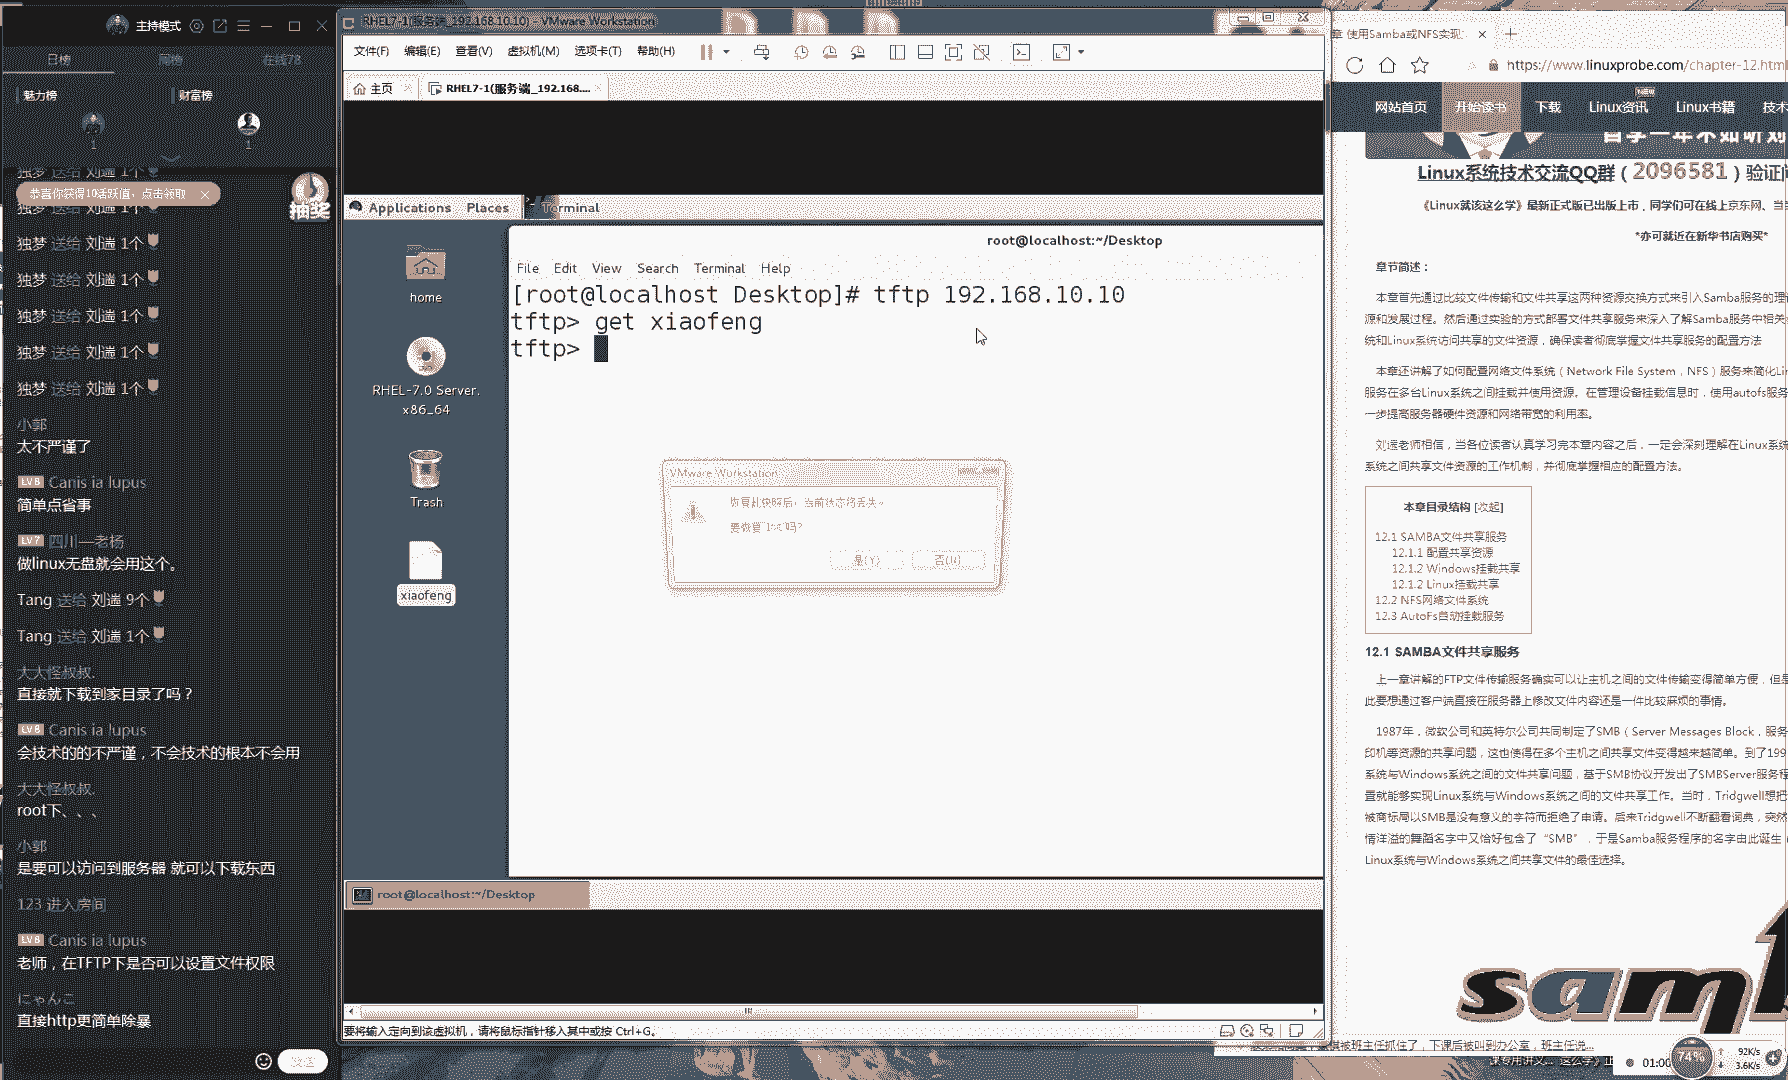 主持模式
日榜
周榜
在线78
魅力榜
财富榜
1
1
恭喜你获得10活跃值，点击领取
抽奖
独梦 送给 刘遄 1个
独梦 送给 刘遄 1个
独梦 送给 刘遄 1个
独梦 送给 刘遄 1个
独梦 送给 刘遄 1个
独梦 送给 刘遄 1个
独梦 送给 刘遄 1个
小郭
太不严谨了
LV8 Canis ia lupus
简单点省事
LV7 四川—老杨
做linux无盘就会用这个。
Tang 送给 刘遄 9个
Tang 送给 刘遄 1个
大大怪叔叔.
直接就下载到家目录了吗？
LV8 Canis ia lupus
会技术的的不严谨，不会技术的根本不会用
大大怪叔叔.
root下、、、
小郭
是要可以访问到服务器 就可以下载东西
123 进入房间
LV8 Canis ia lupus
老师，在TFTP下是否可以设置文件权限
にゃんこ
直接http更简单除暴
发送
VMware Workstation
文件(F) 编辑(E) 查看(V) 虚拟机(M) 选项卡(T) 帮助(H)
主页
RHEL7-1(服务端_192.168....
Applications Places Terminal
home
RHEL-7.0 Server.
x86_64
Trash
xiaofeng
root@localhost:~/Desktop
File Edit View Search Terminal Help
[root@localhost Desktop]# tftp 192.168.10.10
tftp> get xiaofeng
tftp>
VMware Workstation
恢复此快照后，当前状态将丢失。
是(Y)
否(N)
root@localhost:~/Desktop
要将输入定向到该虚拟机，请将鼠标指针移入其中或按 Ctrl+G。
章 使用Samba或NFS实现
https://www.linuxprobe.com/chapter-12.html
网站首页 开始读书 下载 Linux资讯 Linux书籍 技术
自学一年不如听刘
Linux系统技术交流QQ群（2096581）验证问
《Linux就该这么学》是新正式版已出版上市，同学们可在线上京东网、当当
*亦可就近在新华书店购买*
章节简述：
本章首先通过比较文件传输和文件共享这两种资源交换方式来引入Samba服务的理
源和发展过程。然后通过实验的方式部署文件共享服务来深入了解Samba服务中相关
统和Linux系统访问共享的文件资源，确保读者彻底掌握文件共享服务的配置方法
本章还讲解了如何配置网络文件系统（Network File System，NFS）服务来简化Li
服务在多台Linux系统之间挂载并使用资源。在管理设备挂载信息时，使用autofs服务
一步提高服务器硬件资源和网络带宽的利用率。
刘遄老师相信，当各位读者认真学习完本章内容之后，一定会深刻理解在Linux系统
系统之间共享文件资源的工作机制，并彻底掌握相应的配置方法。
本章目录结构 [收起]
12.1 SAMBA文件共享服务
12.1.1 配置共享资源
12.1.2 Windows挂载共享
12.1.2 Linux挂载共享
12.2 NFS网络文件系统
12.3 AutoFs自动挂载服务
12.1 SAMBA文件共享服务
上一章讲解的FTP文件传输服务确实可以让主机之间的文件传输变得简单方便，但是
此要想通过客户端直接在服务器上修改文件内容还是一件比较麻烦的事情。
1987年，微软公司和英特尔公司共同制定了SMB（Server Messages Block，服务
印机等资源的共享问题，这也使得在多个主机之间共享文件变得越来越简单。到了199
系统与Windows系统之间的文件共享问题，基于SMB协议开发出了SMBServer服务程
置就能够实现Linux系统与Windows系统之间的文件共享工作。当时，Tridgwell想把
被商标局以SMB是没有意义的字符而拒绝了申请。后来Tridgwell不断翻看词典，突然
情洋溢的舞蹈名字中又恰好包含了“SMB”，于是Samba服务程序的名字由此诞生
Linux系统与Windows系统之间共享文件的最佳选择。
samb
被班主任抓住了，下课后被叫到办公室，班主任说...
01:00
74%
92K/s
3.6K/s